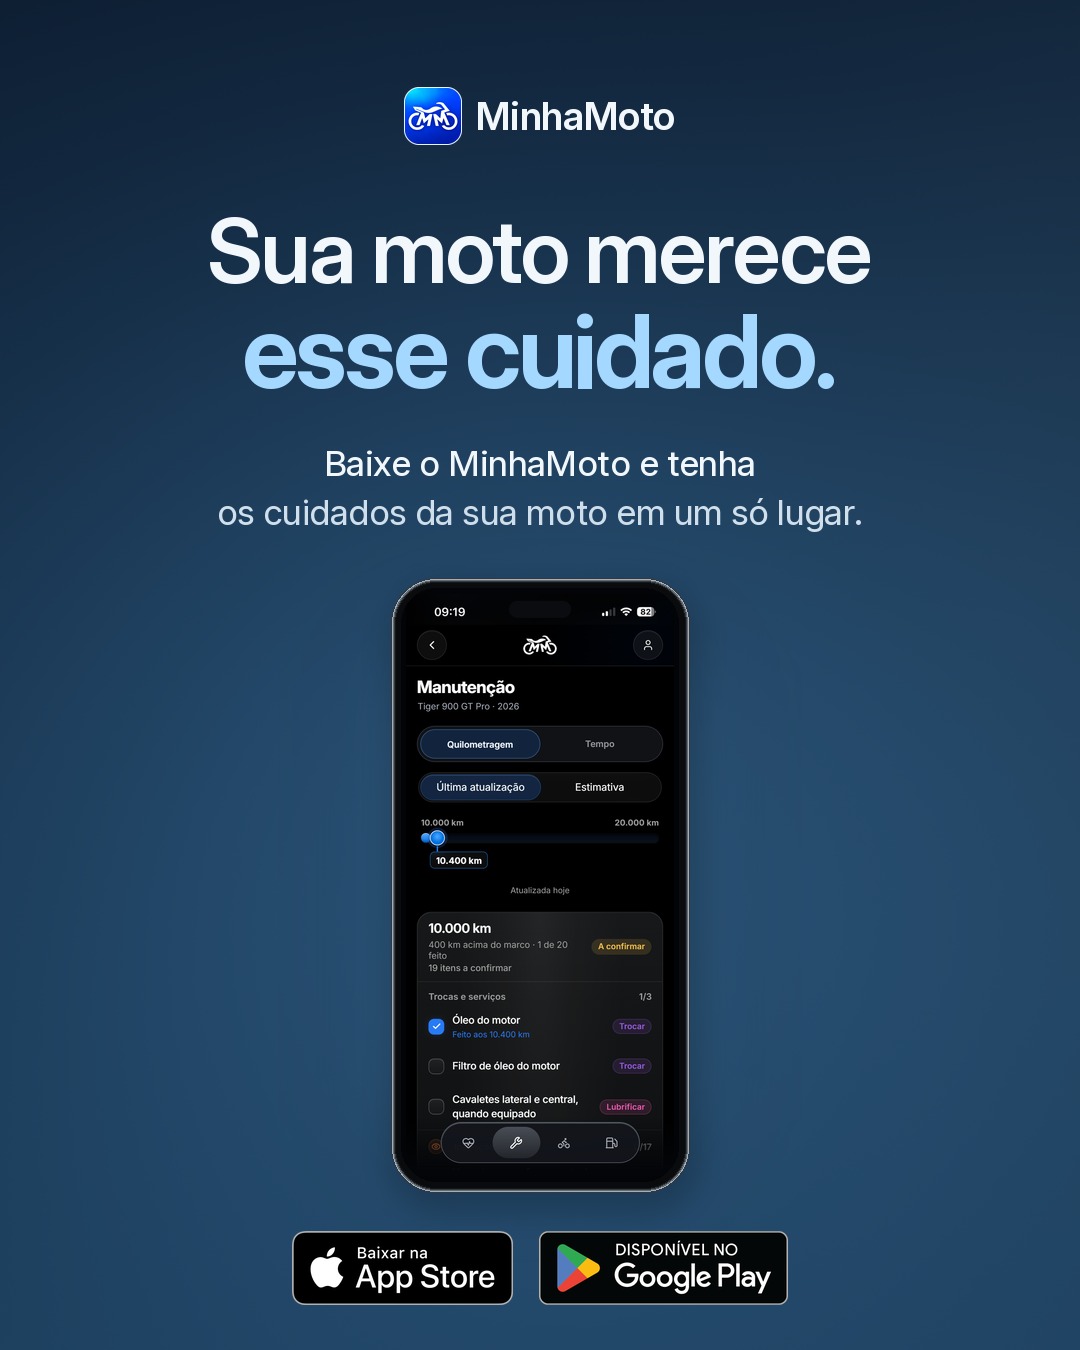 MM MinhaMoto
Sua moto merece
esse cuidado.
Baixe o MinhaMoto e tenha
os cuidados da sua moto em um só lugar.
09:19 82
MM
Manutenção
Tiger 900 GT Pro · 2026
Quilometragem Tempo
Última atualização Estimativa
10.000 km 20.000 km
10.400 km
Atualizada hoje
10.000 km
400 km acima do marco · 1 de 20
feito
A confirmar
19 itens a confirmar
Trocas e serviços 1/3
Óleo do motor Trocar
Feito aos 10.400 km
Filtro de óleo do motor Trocar
Cavaletes lateral e central,
quando equipado
Lubrificar
/17
Baixar na
App Store
DISPONÍVEL NO
Google Play